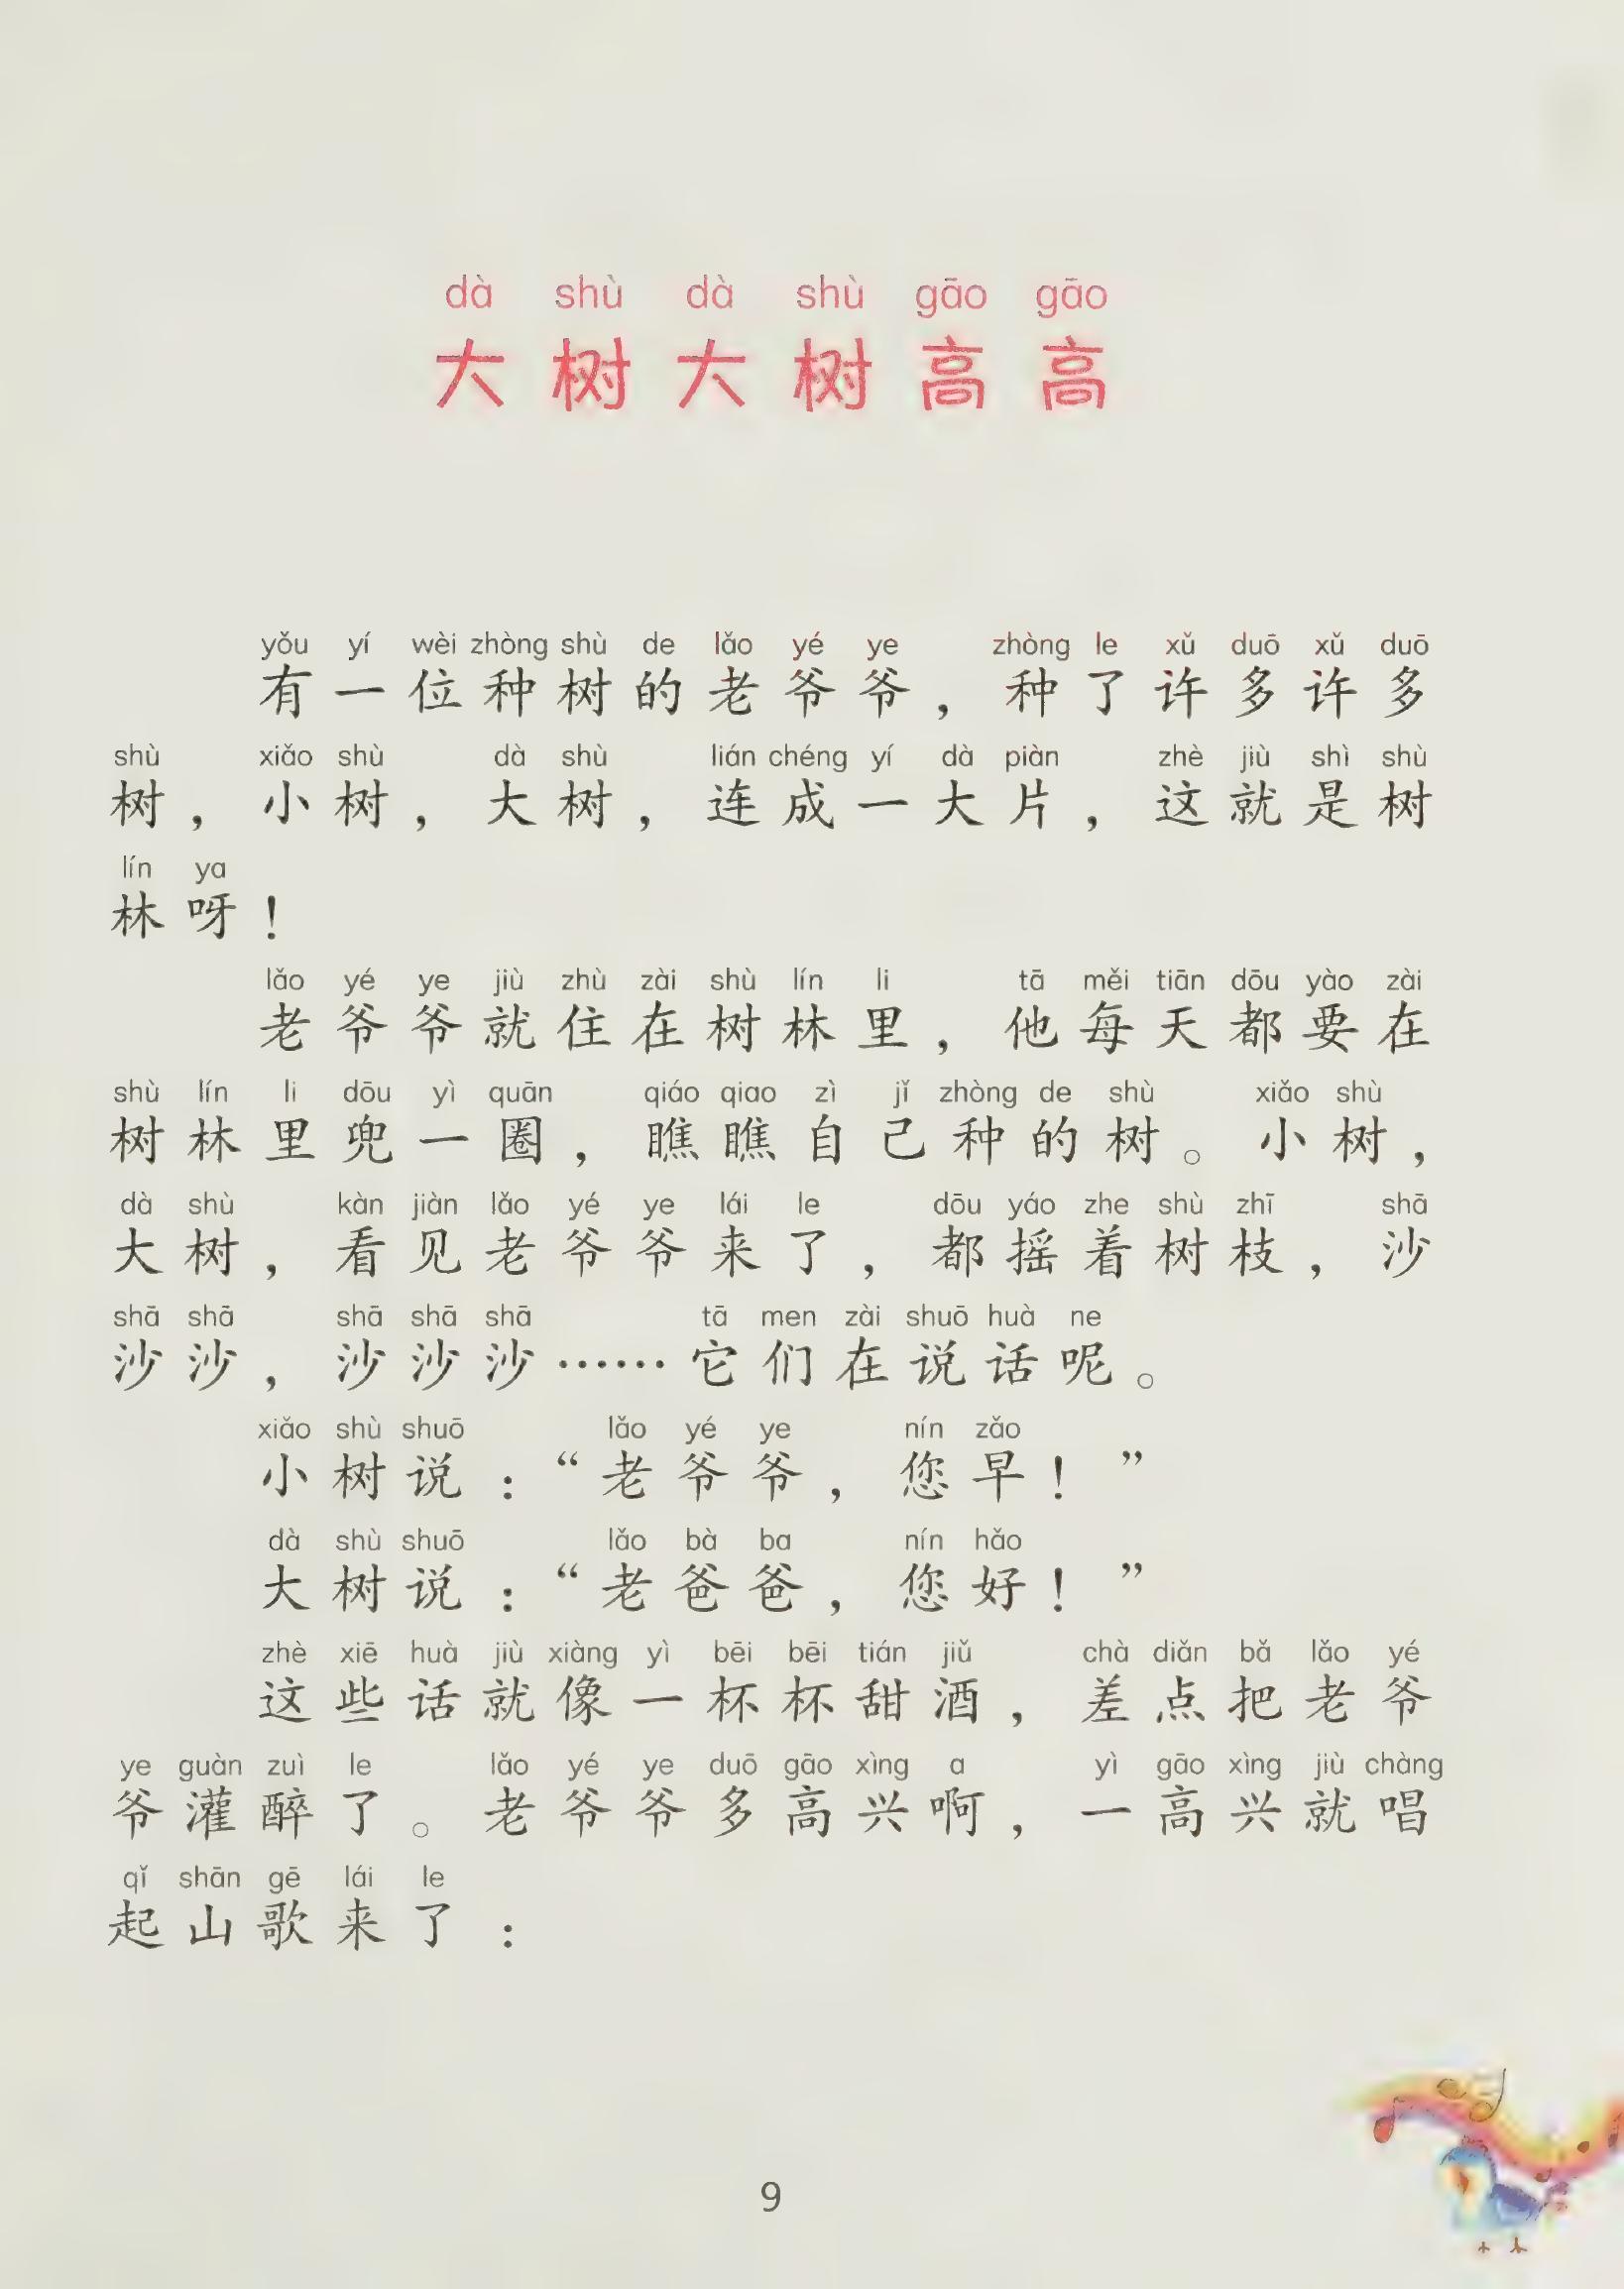 dà shù dà shù gāo gāo
大树大树高高
yǒu yí wèi zhòng shù de lǎo yé ye zhòng le xǔ duō xǔ duō
有一位种树的老爷爷，种了许多许多
shù xiǎo shù dà shù lián chéng yí dà piàn zhè jiù shì shù
树，小树，大树，连成一大片，这就是树
lín ya
林呀！
lǎo yé ye jiù zhù zài shù lín li tā měi tiān dōu yào zài
老爷爷就住在树林里，他每天都要在
shù lín li dōu yì quān qiáo qiao zì jǐ zhòng de shù xiǎo shù
树林里兜一圈，瞧瞧自己种的树。小树，
dà shù kàn jiàn lǎo yé ye lái le dōu yáo zhe shù zhī shā
大树，看见老爷爷来了，都摇着树枝，沙
shā shā shā shā shā tā men zài shuō huà ne
沙沙，沙沙沙……它们在说话呢。
xiǎo shù shuō lǎo yé ye nín zǎo
小树说：“老爷爷，您早！”
dà shù shuō lǎo bà ba nín hǎo
大树说：“老爸爸，您好！”
zhè xiē huà jiù xiàng yì bēi bēi tián jiǔ chà diǎn bǎ lǎo yé
这些话就像一杯杯甜酒，差点把老爷
ye guàn zuì le lǎo yé ye duō gāo xìng a yì gāo xìng jiù chàng
爷灌醉了。老爷爷多高兴啊，一高兴就唱
qǐ shān gē lái le
起山歌来了：
9